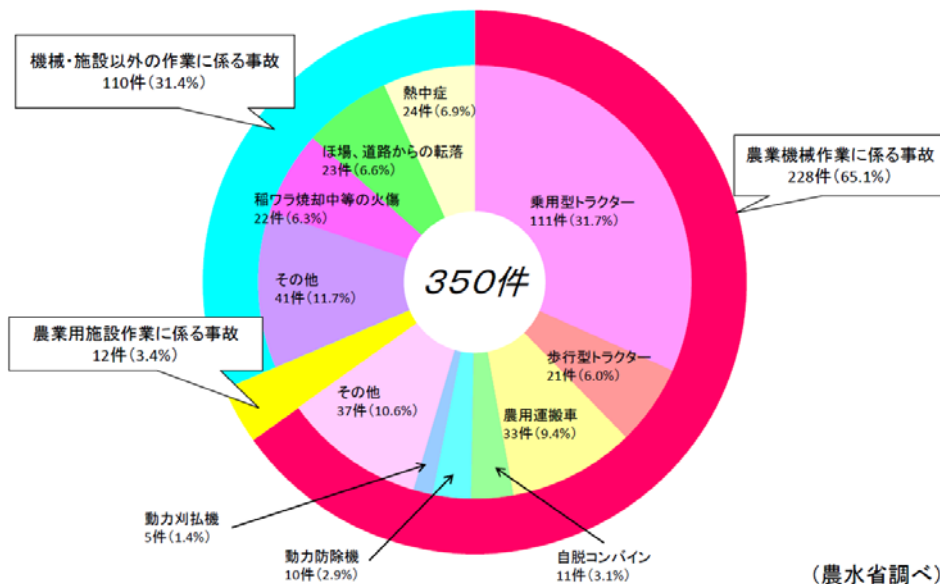 機械・施設以外の作業に係る事故
110件(31.4%)
熱中症
24件(6.9%)
ほ場、道路からの転落
23件(6.6%)
稲ワラ焼却中等の火傷
22件(6.3%)
その他
41件(11.7%)
農業用施設作業に係る事故
12件(3.4%)
農業機械作業に係る事故
228件(65.1%)
乗用型トラクター
111件(31.7%)
350件
歩行型トラクター
21件(6.0%)
農用運搬車
33件(9.4%)
その他
37件(10.6%)
動力刈払機
5件(1.4%)
動力防除機
10件(2.9%)
自脱コンバイン
11件(3.1%)
(農水省調べ)